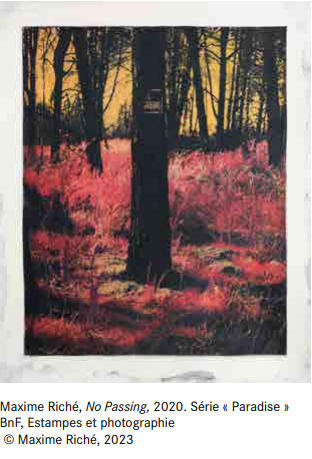 Maxime Riché, No Passing, 2020. Série « Paradise »
BnF, Estampes et photographie
© Maxime Riché, 2023